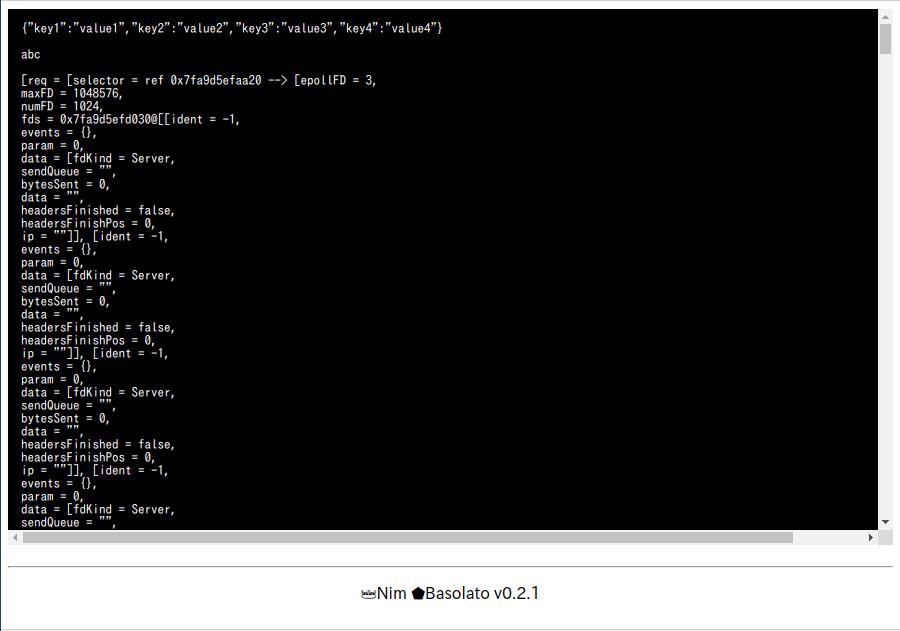 {"key1":"value1","key2":"value2","key3":"value3","key4":"value4"}
abc
[req = [selector = ref 0x7fa9d5efaa20 --> [epollFD = 3,
maxFD = 1048576,
numFD = 1024,
fds = 0x7fa9d5efd030@[[ident = -1,
events = {},
param = 0,
data = [fdKind = Server,
sendQueue = "",
bytesSent = 0,
data = "",
headersFinished = false,
headersFinishPos = 0,
ip = ""]], [ident = -1,
events = {},
param = 0,
data = [fdKind = Server,
sendQueue = "",
bytesSent = 0,
data = "",
headersFinished = false,
headersFinishPos = 0,
ip = ""]], [ident = -1,
events = {},
param = 0,
data = [fdKind = Server,
sendQueue = "",
bytesSent = 0,
data = "",
headersFinished = false,
headersFinishPos = 0,
ip = ""]], [ident = -1,
events = {},
param = 0,
data = [fdKind = Server,
sendQueue = "",
👑Nim ⬟Basolato v0.2.1